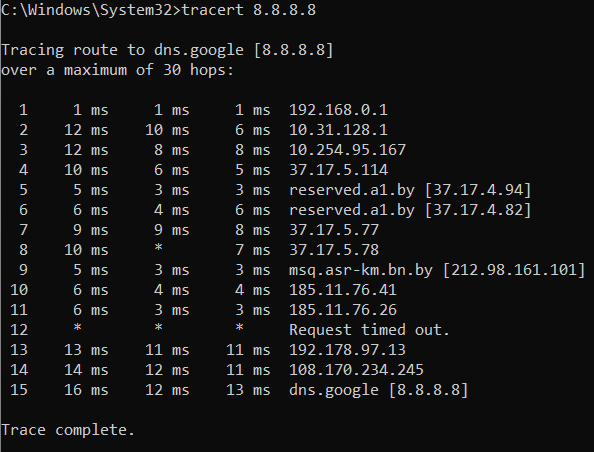 C:\Windows\System32>tracert 8.8.8.8
Tracing route to dns.google [8.8.8.8]
over a maximum of 30 hops:
1 1 ms 1 ms 1 ms 192.168.0.1
2 12 ms 10 ms 6 ms 10.31.128.1
3 12 ms 8 ms 8 ms 10.254.95.167
4 10 ms 6 ms 5 ms 37.17.5.114
5 5 ms 3 ms 3 ms reserved.a1.by [37.17.4.94]
6 6 ms 4 ms 6 ms reserved.a1.by [37.17.4.82]
7 9 ms 9 ms 8 ms 37.17.5.77
8 10 ms * 7 ms 37.17.5.78
9 5 ms 3 ms 3 ms msq.asr-km.bn.by [212.98.161.101]
10 6 ms 4 ms 4 ms 185.11.76.41
11 6 ms 3 ms 3 ms 185.11.76.26
12 * * * Request timed out.
13 13 ms 11 ms 11 ms 192.178.97.13
14 14 ms 12 ms 11 ms 108.170.234.245
15 16 ms 12 ms 13 ms dns.google [8.8.8.8]
Trace complete.